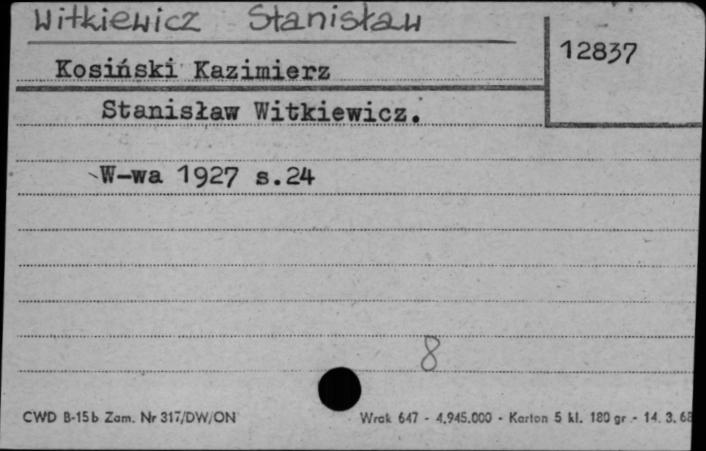 Witkiewicz Stanisław
12837
Kosiński Kazimierz
Stanisław Witkiewicz.
W-wa 1927 s.24
8
CWD B-15b Zam. Nr 317/DW/ON Wrak 647 - 4.945.000 - Karton 5 kl. 180 gr - 14. 3. 68